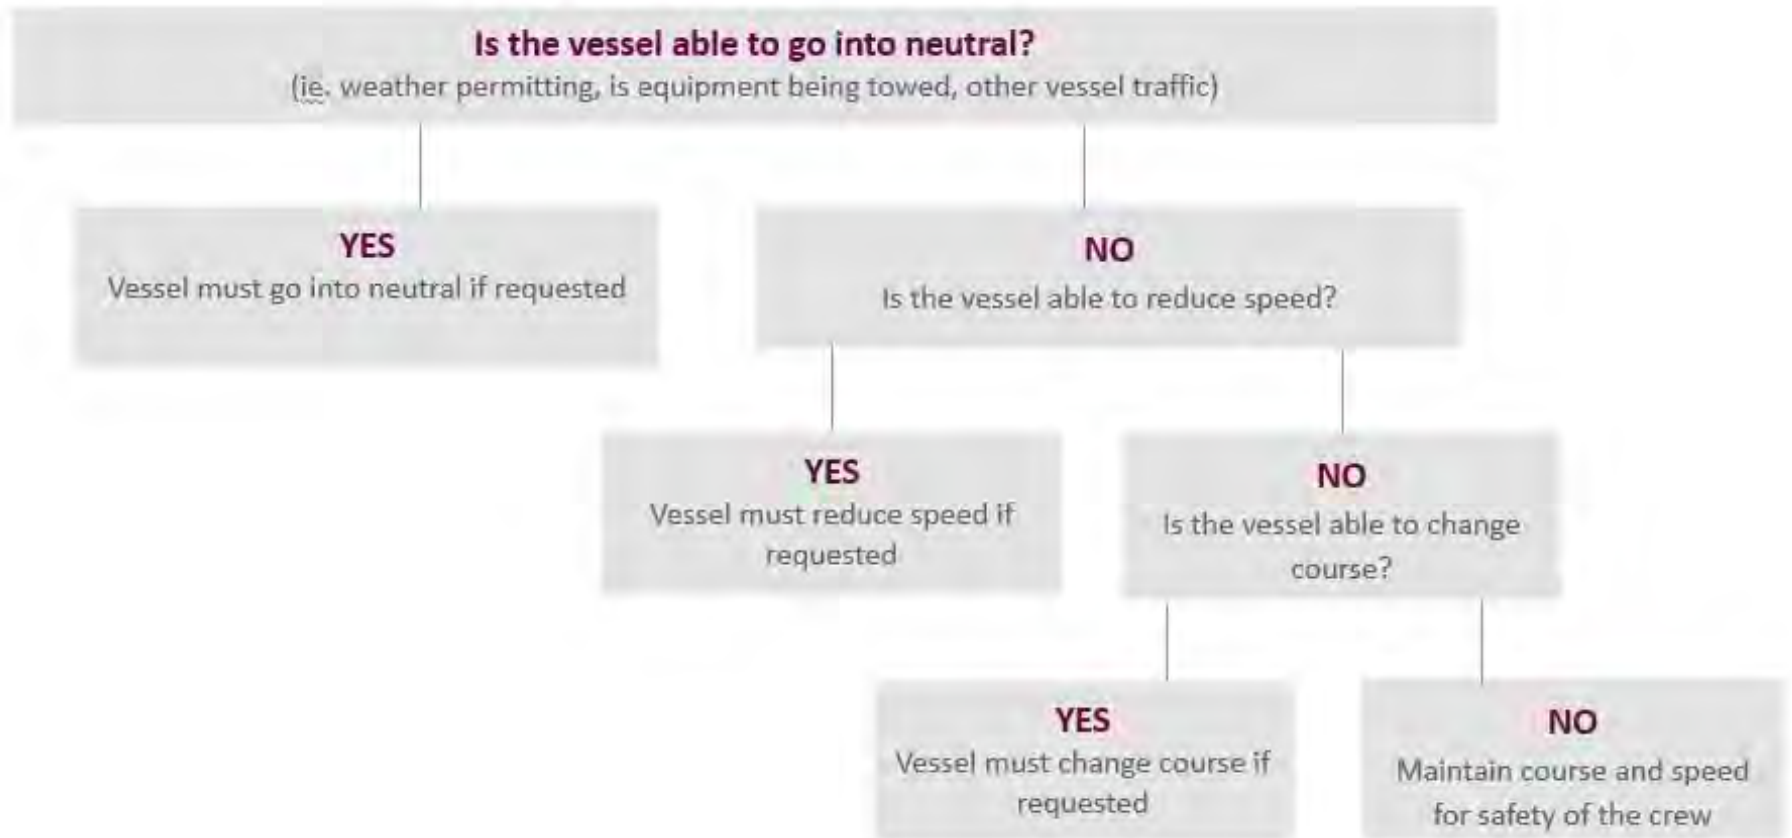 Is the vessel able to go into neutral?
(ie. weather permitting, is equipment being towed, other vessel traffic)
YES
Vessel must go into neutral if requested
NO
Is the vessel able to reduce speed?
YES
Vessel must reduce speed if
requested
NO
Is the vessel able to change
course?
YES
Vessel must change course if
requested
NO
Maintain course and speed
for safety of the crew